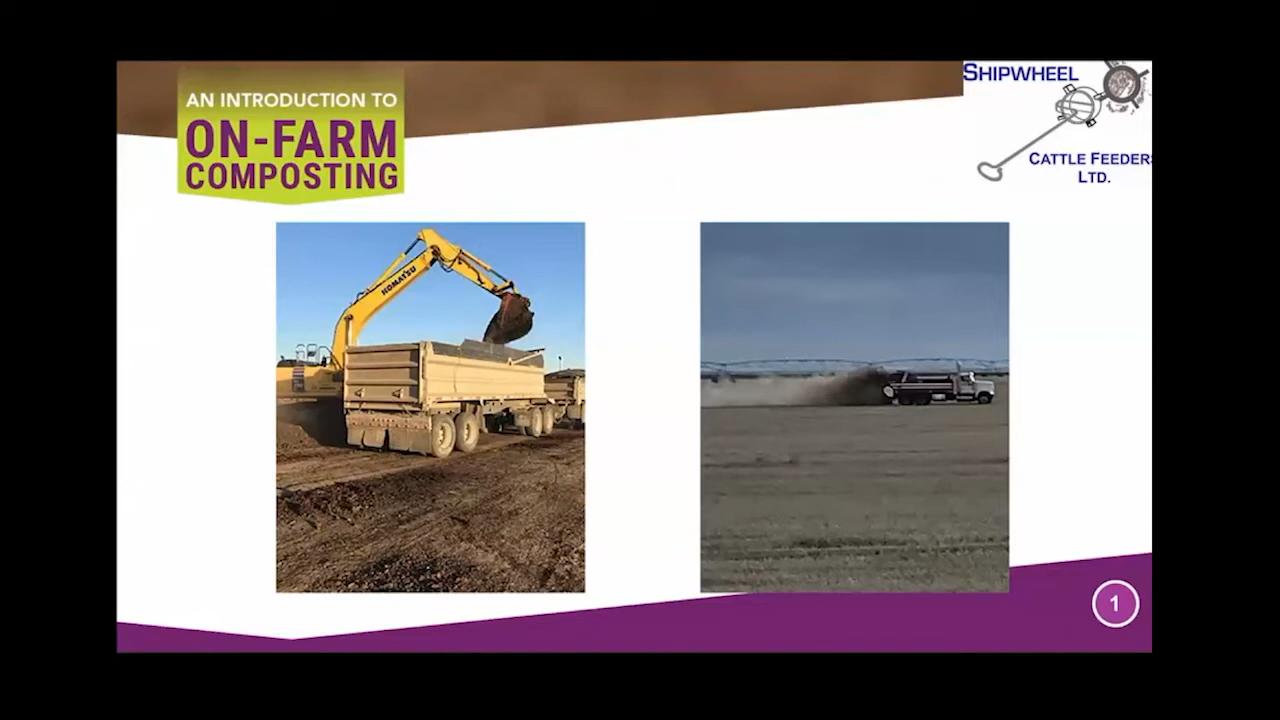 AN INTRODUCTION TO
ON-FARM
COMPOSTING
SHIPWHEEL
CATTLE FEEDERS
LTD.
KOMATSU
1